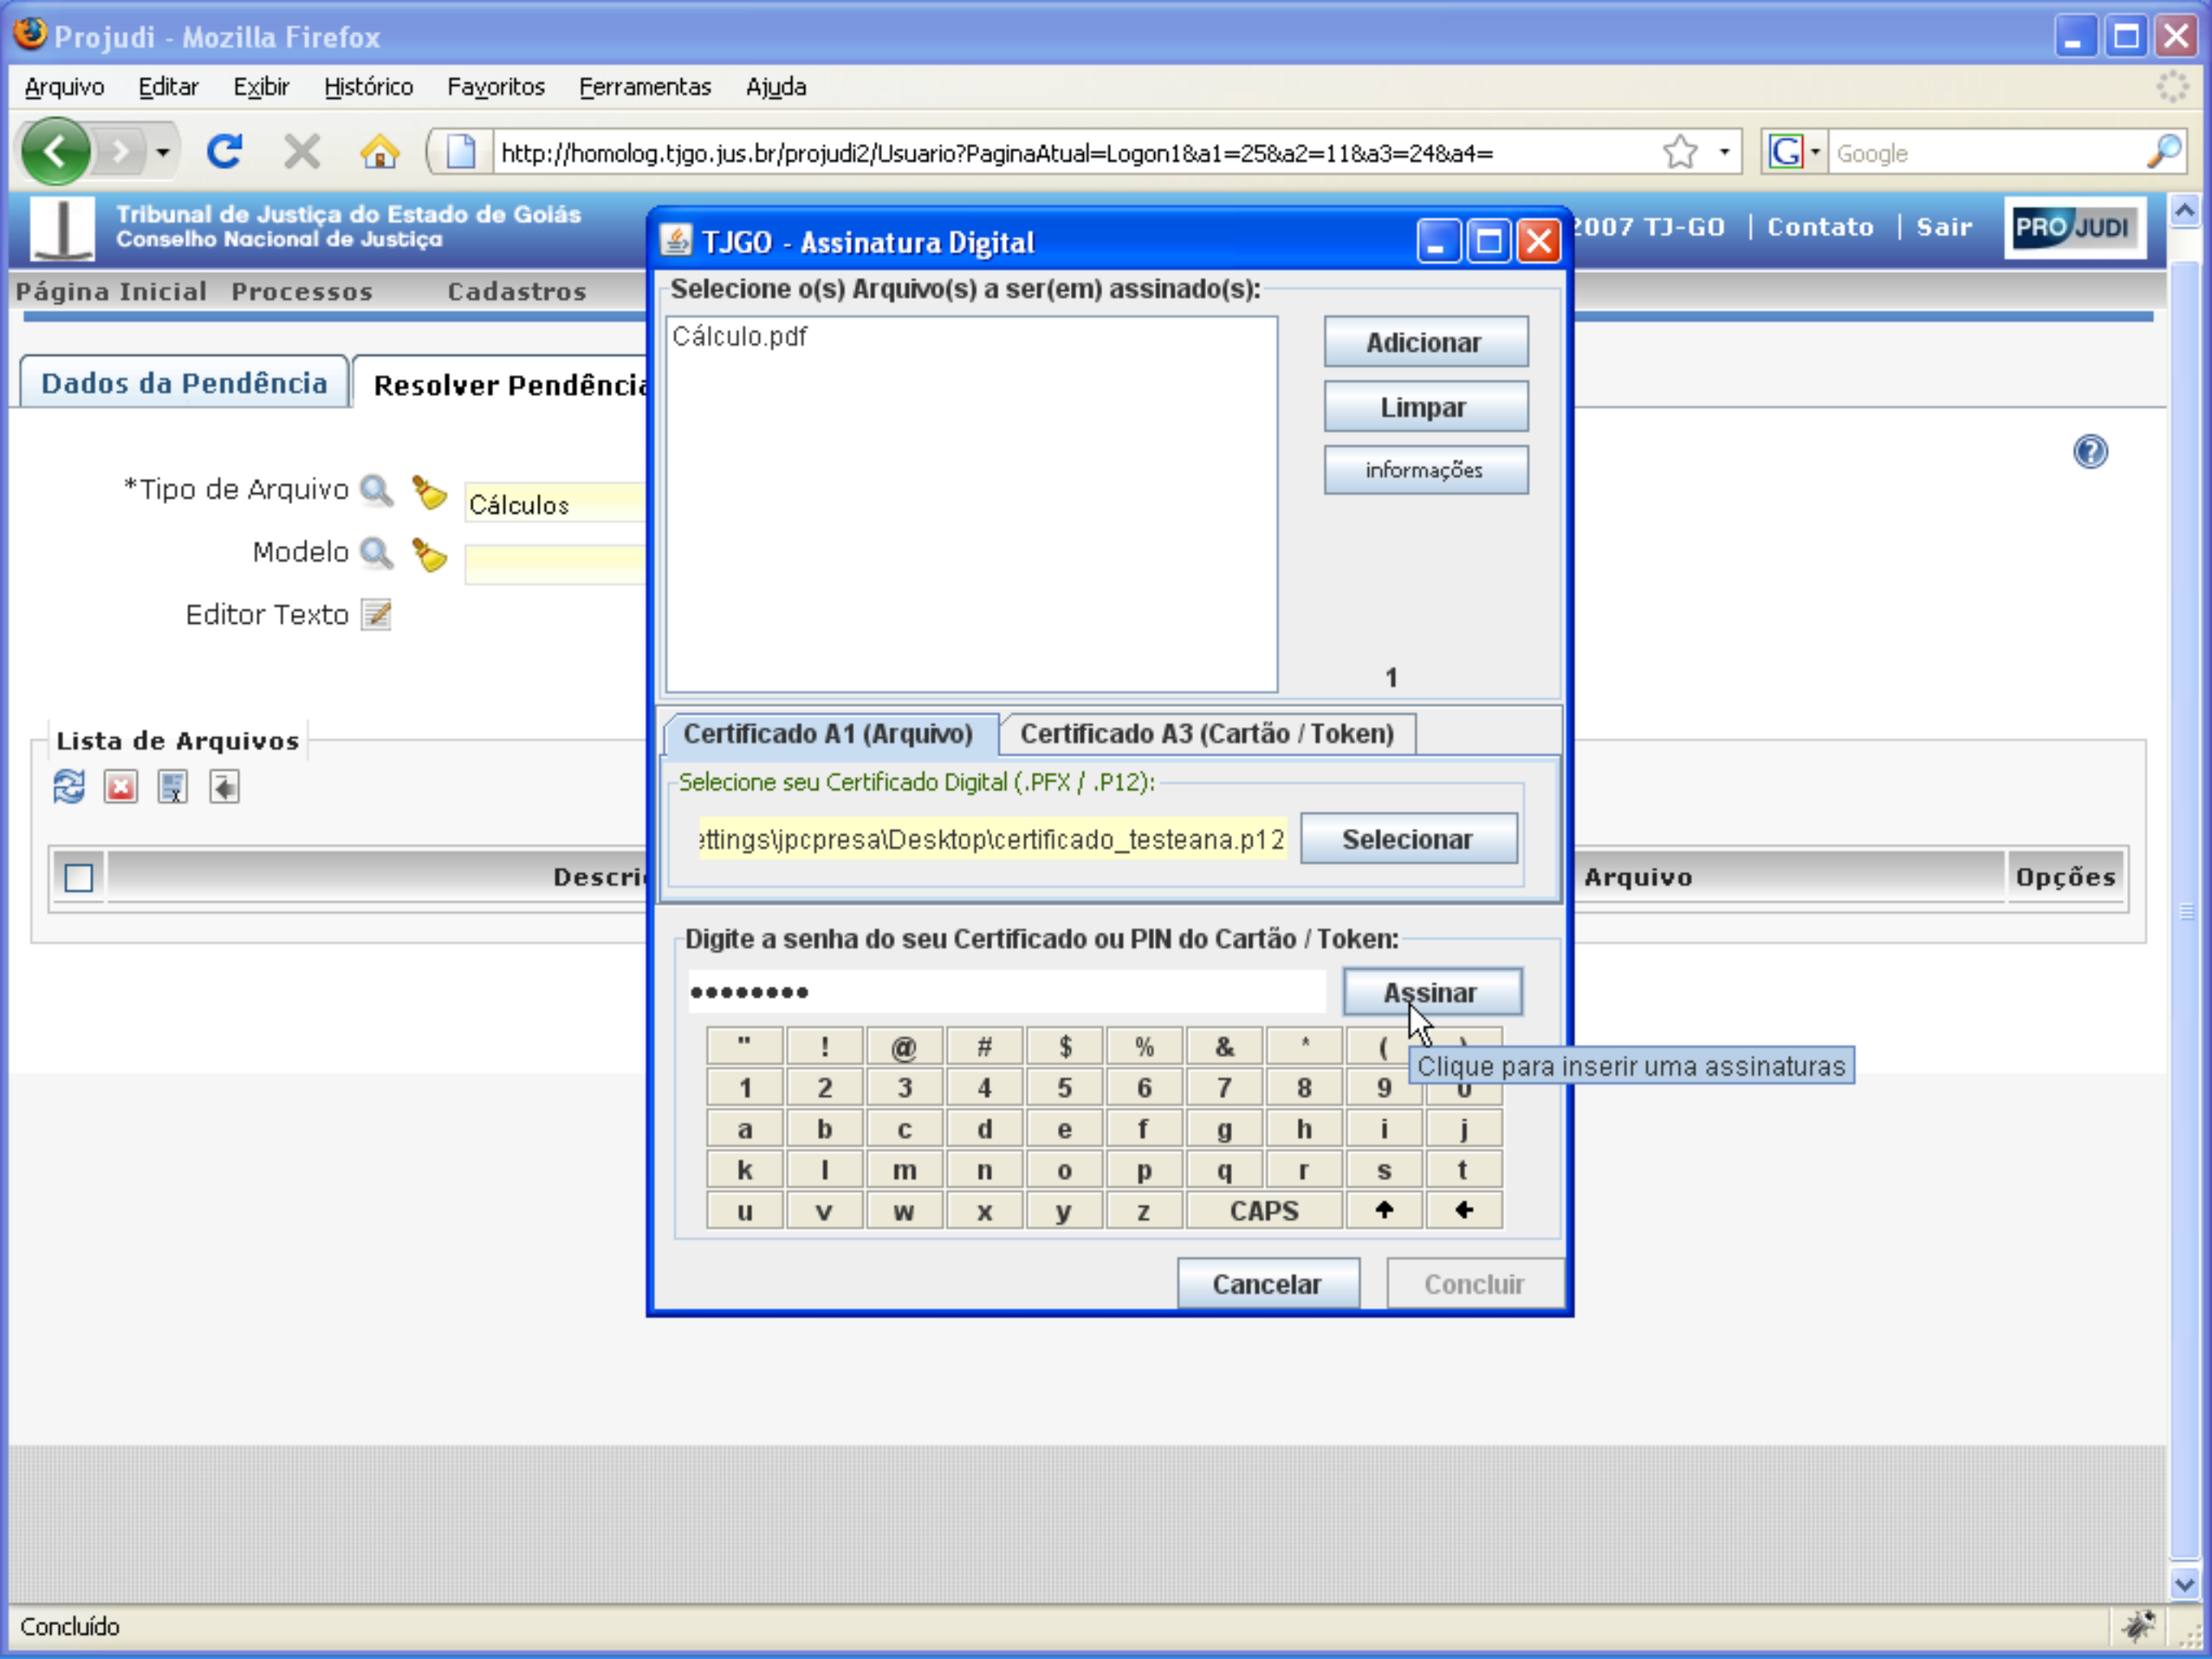 Projudi - Mozilla Firefox
Arquivo Editar Exibir Histórico Favoritos Ferramentas Ajuda
http://homolog.tjgo.jus.br/projudi2/Usuario?PaginaAtual=Logon1&a1=25&a2=11&a3=24&a4=
G Google
Tribunal de Justiça do Estado de Goiás
Conselho Nacional de Justiça
2007 TJ-GO | Contato | Sair
PROJUDI
Página Inicial Processos Cadastros
Dados da Pendência Resolver Pendência
*Tipo de Arquivo Cálculos
Modelo
Editor Texto
Lista de Arquivos
Arquivo Opções
TJGO - Assinatura Digital
Selecione o(s) Arquivo(s) a ser(em) assinado(s):
Cálculo.pdf
Adicionar
Limpar
informações
1
Certificado A1 (Arquivo) Certificado A3 (Cartão / Token)
Selecione seu Certificado Digital (.PFX / .P12):
ettings\jpcpresa\Desktop\certificado_testeana.p12 Selecionar
Digite a senha do seu Certificado ou PIN do Cartão / Token:
•••••••• Assinar
" ! @ # $ % & * (
Clique para inserir uma assinaturas
1 2 3 4 5 6 7 8 9 0
a b c d e f g h i j
k l m n o p q r s t
u v w x y z CAPS
Cancelar Concluir
Concluído